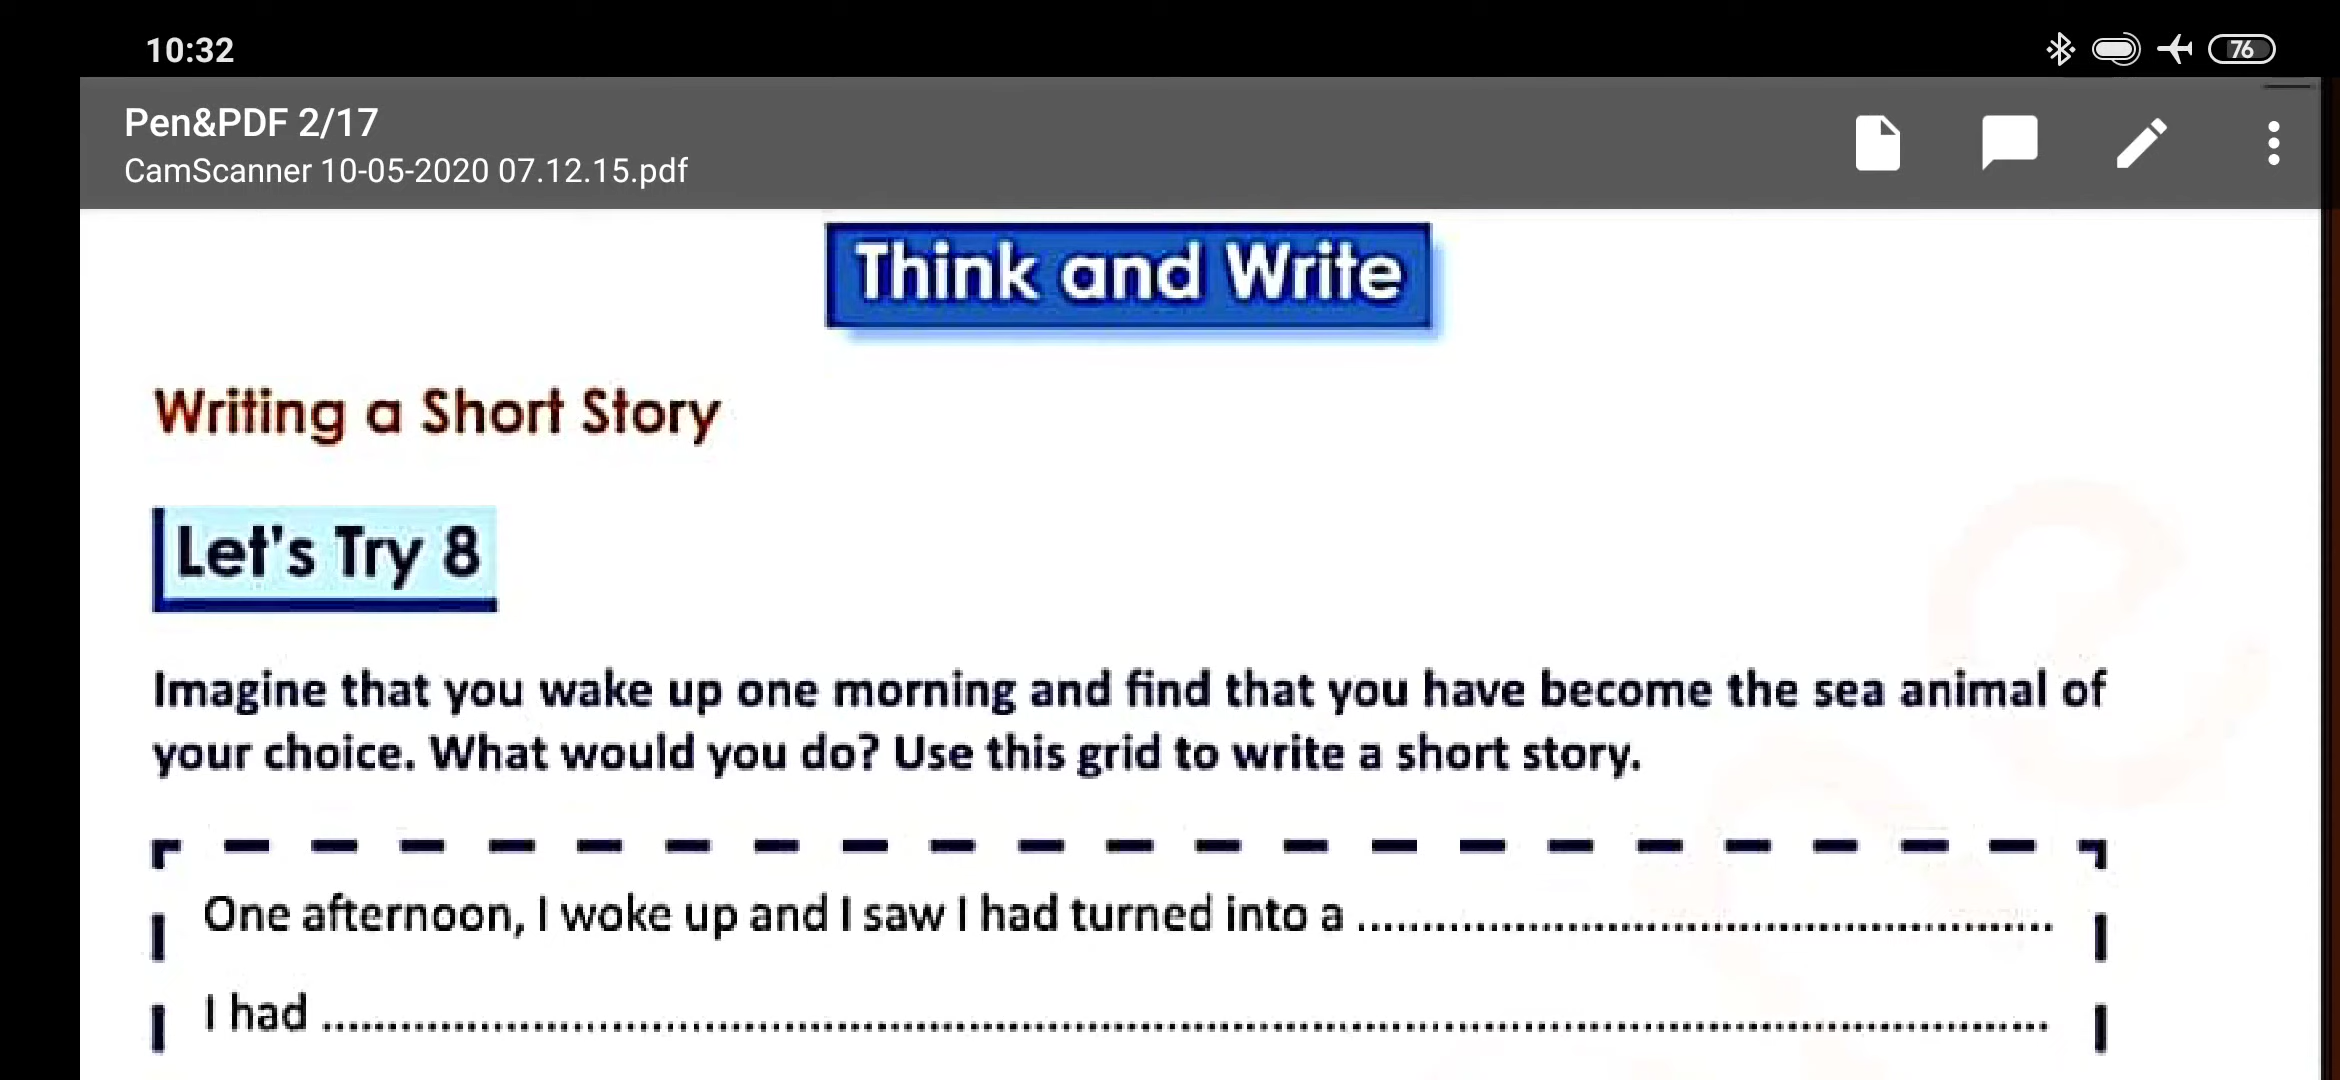 10:32
76
Pen&PDF 2/17
CamScanner 10-05-2020 07.12.15.pdf
Think and Write
Writing a Short Story
Let's Try 8
Imagine that you wake up one morning and find that you have become the sea animal of
your choice. What would you do? Use this grid to write a short story.
One afternoon, I woke up and I saw I had turned into a ................................................
I had ................................................................................................